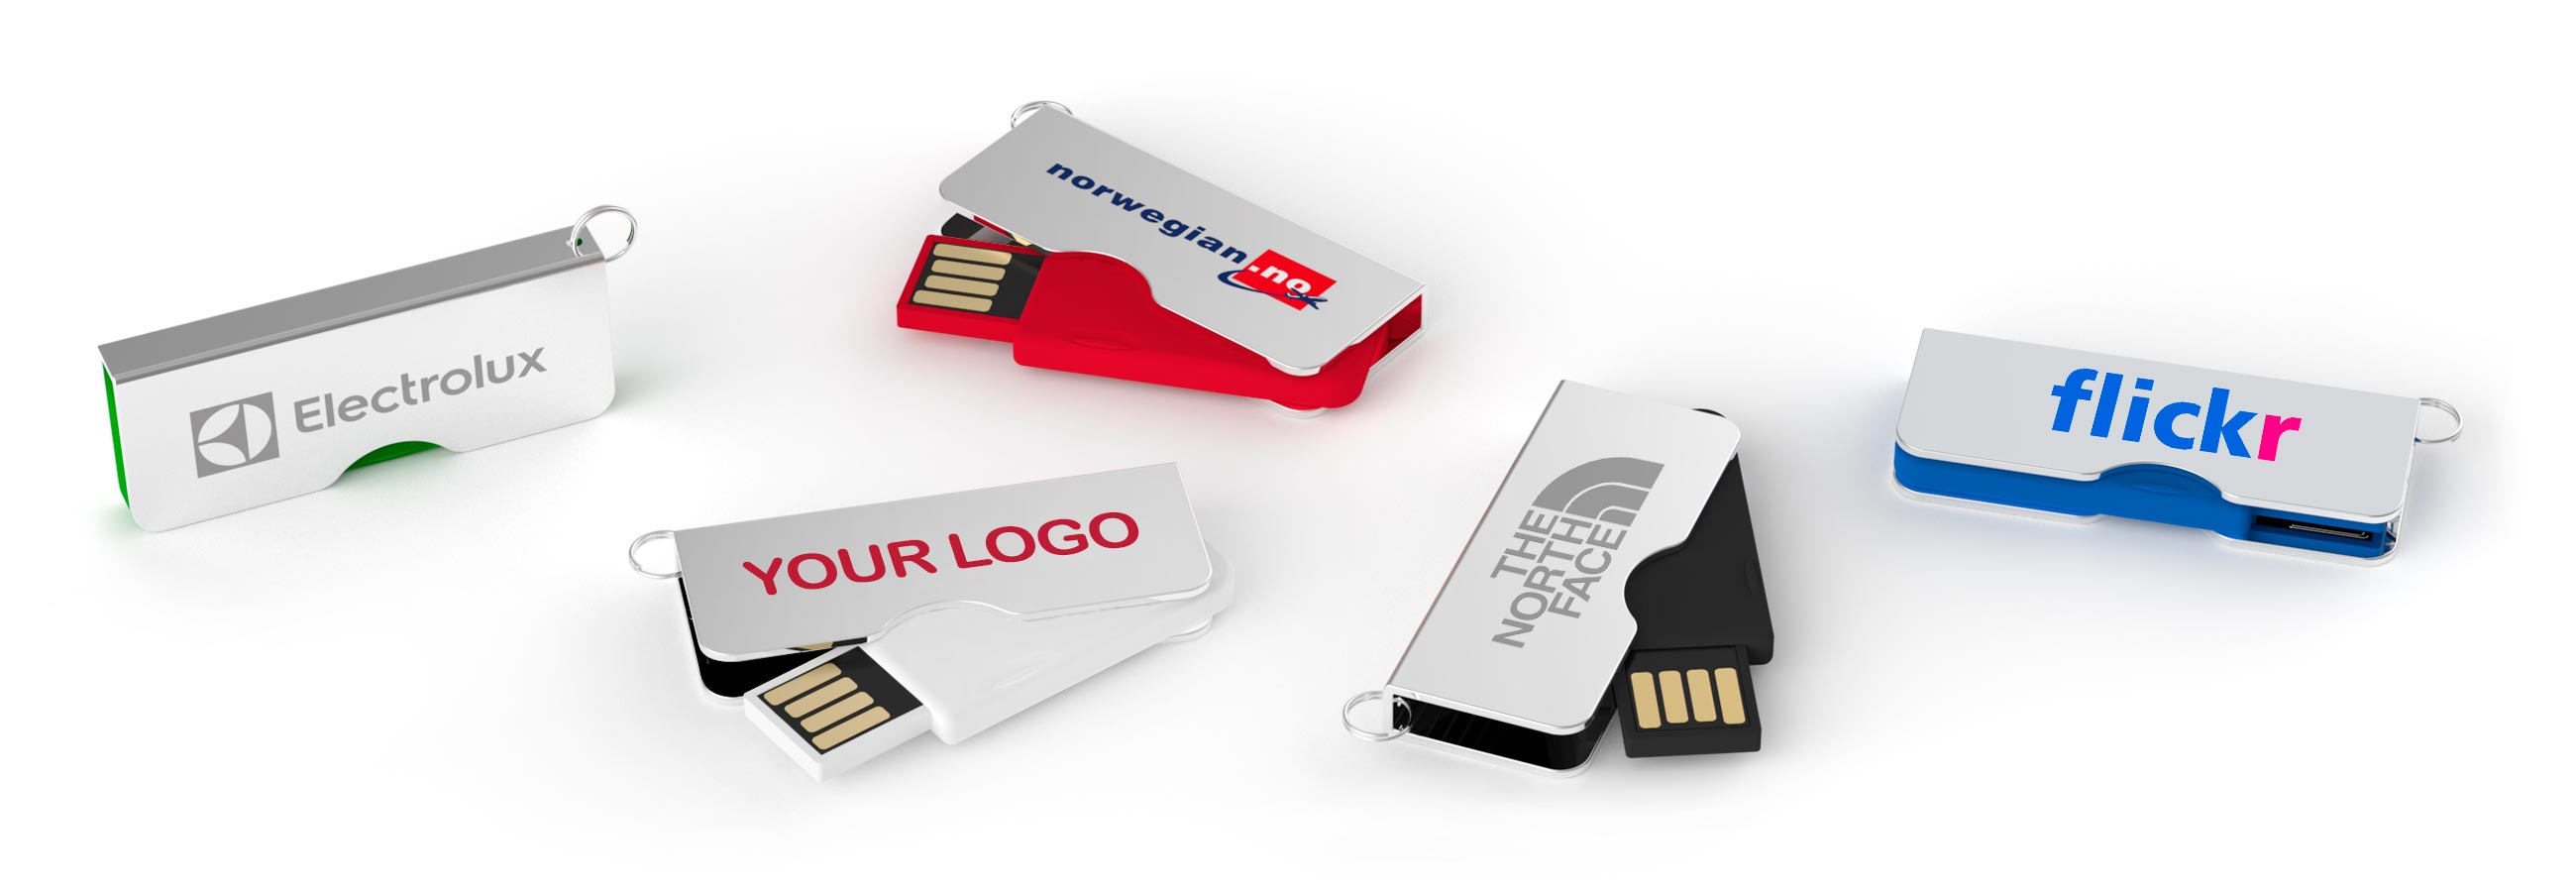 Electrolux
norwegian.no
YOUR LOGO
THE
NORTH
FACE
flickr